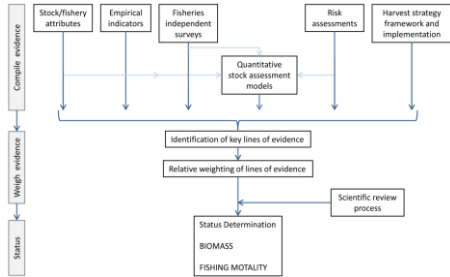 Compile evidence
Stock/fishery
attributes
Empirical
indicators
Fisheries
independent
surveys
Risk
assessments
Harvest strategy
framework and
implementation
Quantitative
stock assessment
models
Weigh evidence
Identification of key lines of evidence
Relative weighting of lines of evidence
Scientific review
process
Status
Status Determination
BIOMASS
FISHING MOTALITY